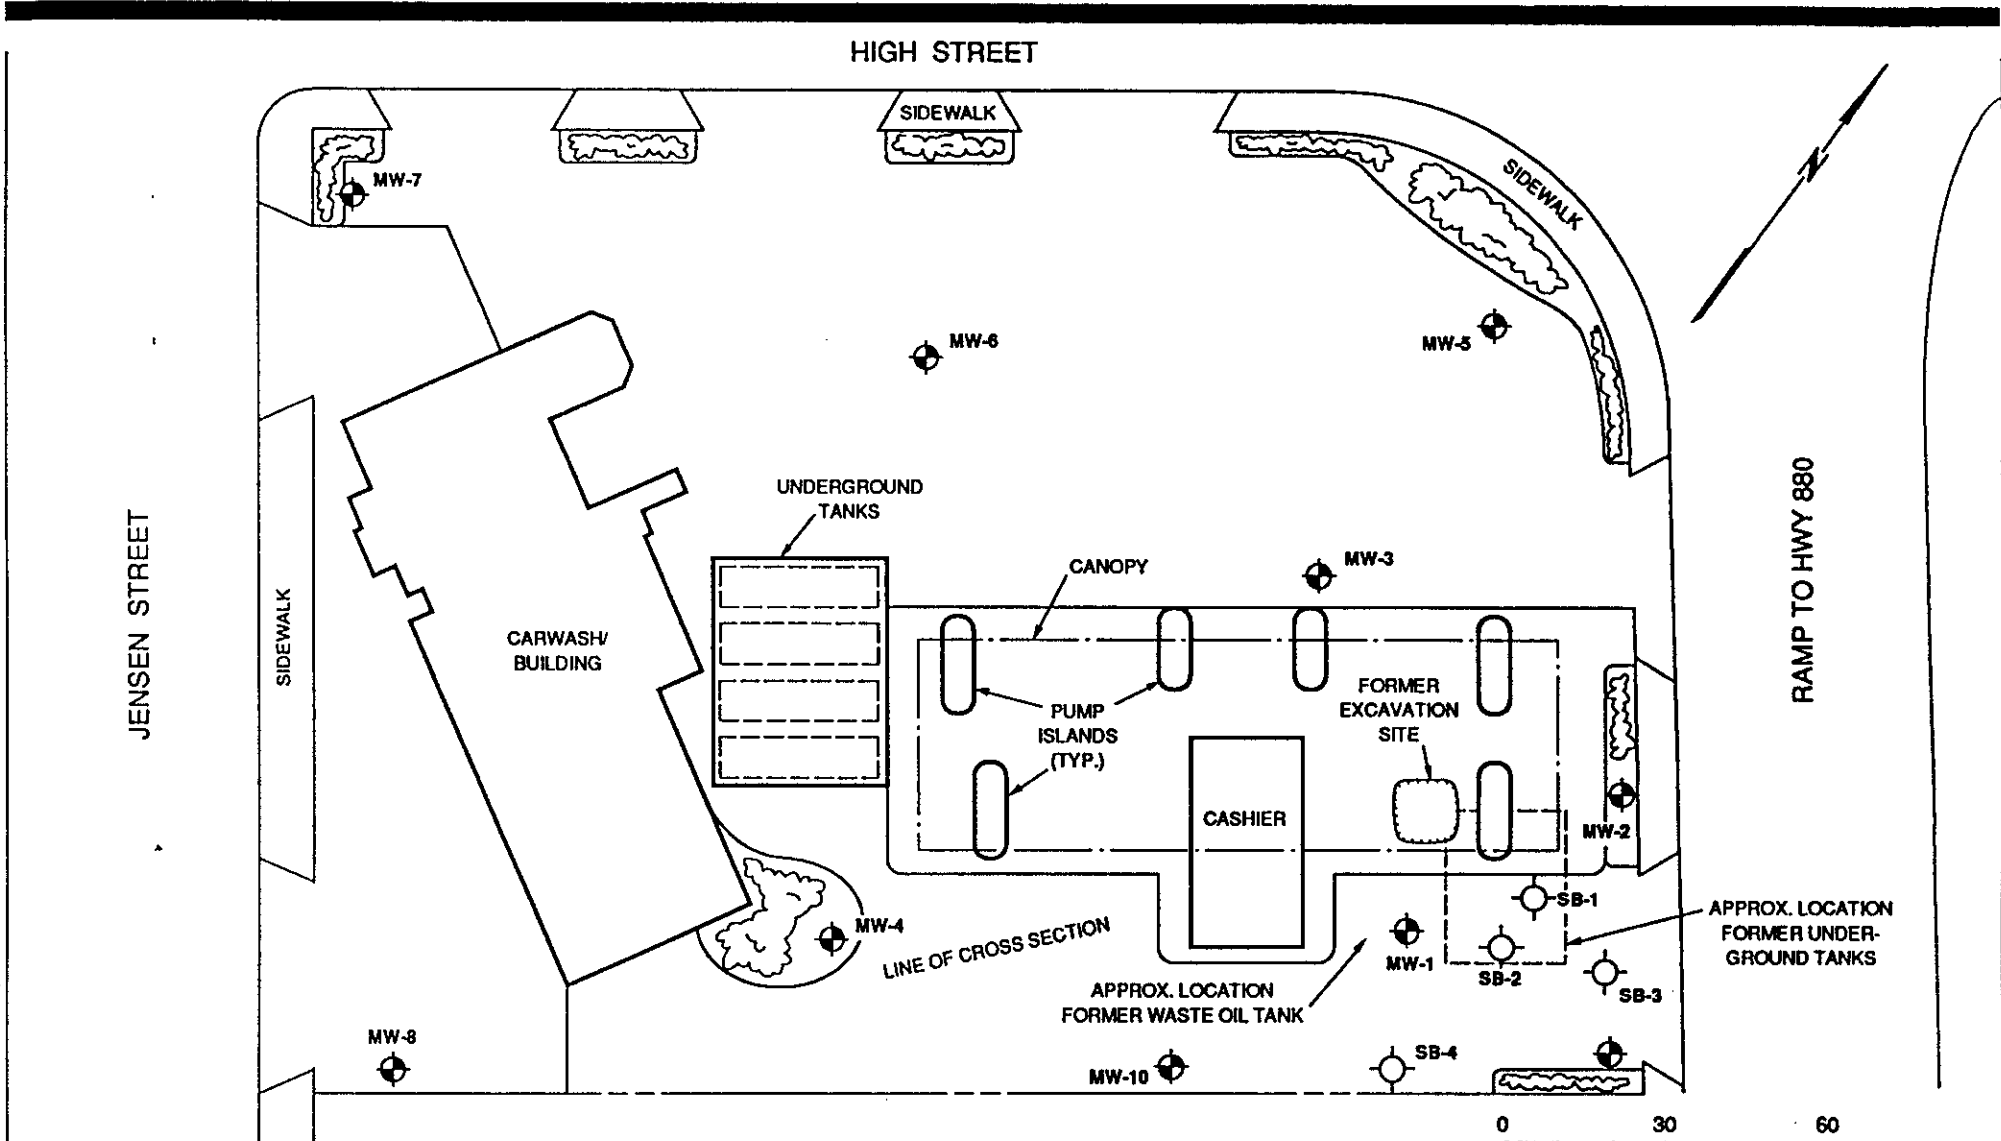 HIGH STREET
SIDEWALK
SIDEWALK
N
MW-7
MW-6
MW-5
UNDERGROUND
TANKS
CANOPY
MW-3
JENSEN STREET
SIDEWALK
CARWASH/
BUILDING
PUMP
ISLANDS
(TYP.)
FORMER
EXCAVATION
SITE
RAMP TO HWY 880
CASHIER
MW-2
SB-1
MW-4
LINE OF CROSS SECTION
MW-1
SB-2
SB-3
APPROX. LOCATION
FORMER UNDER-
GROUND TANKS
APPROX. LOCATION
FORMER WASTE OIL TANK
MW-8
MW-10
SB-4
0 30 60